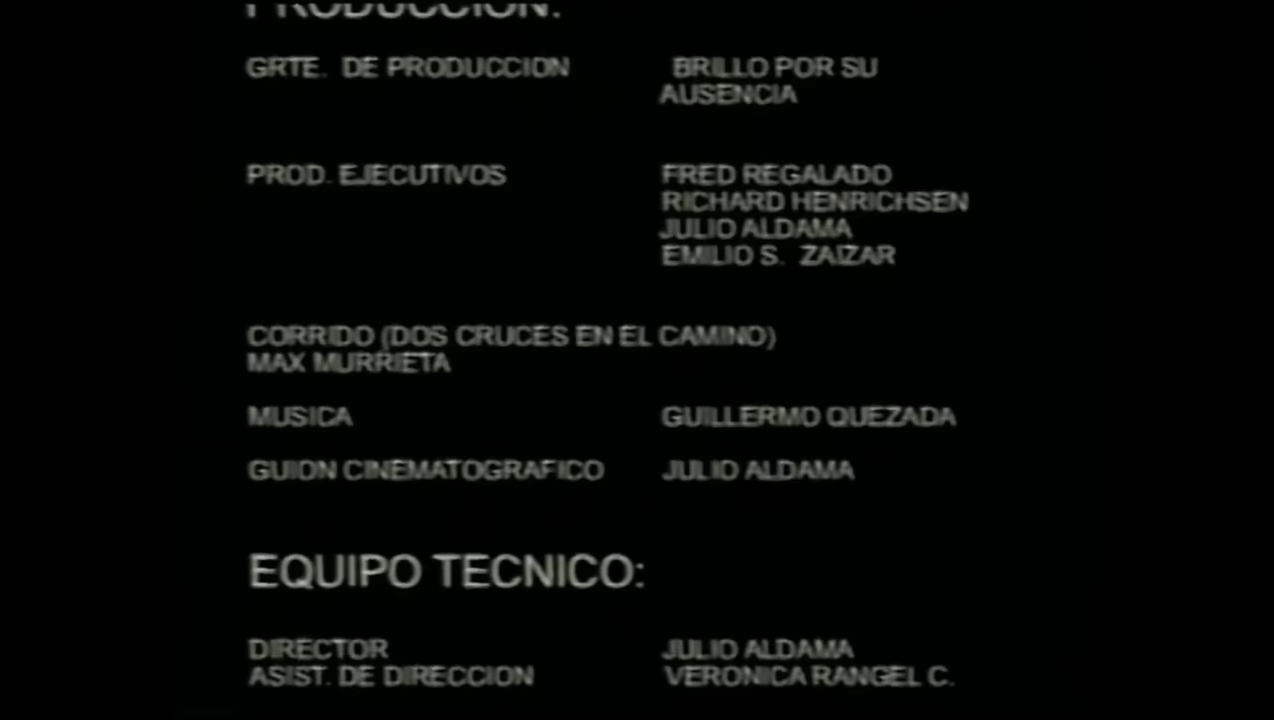 PRODUCCION:
GRTE. DE PRODUCCION BRILLO POR SU
AUSENCIA
PROD. EJECUTIVOS FRED REGALADO
RICHARD HENRICHSEN
JULIO ALDAMA
EMILIO S. ZAIZAR
CORRIDO (DOS CRUCES EN EL CAMINO)
MAX MURRIETA
MUSICA GUILLERMO QUEZADA
GUION CINEMATOGRAFICO JULIO ALDAMA
EQUIPO TECNICO:
DIRECTOR JULIO ALDAMA
ASIST. DE DIRECCION VERONICA RANGEL C.